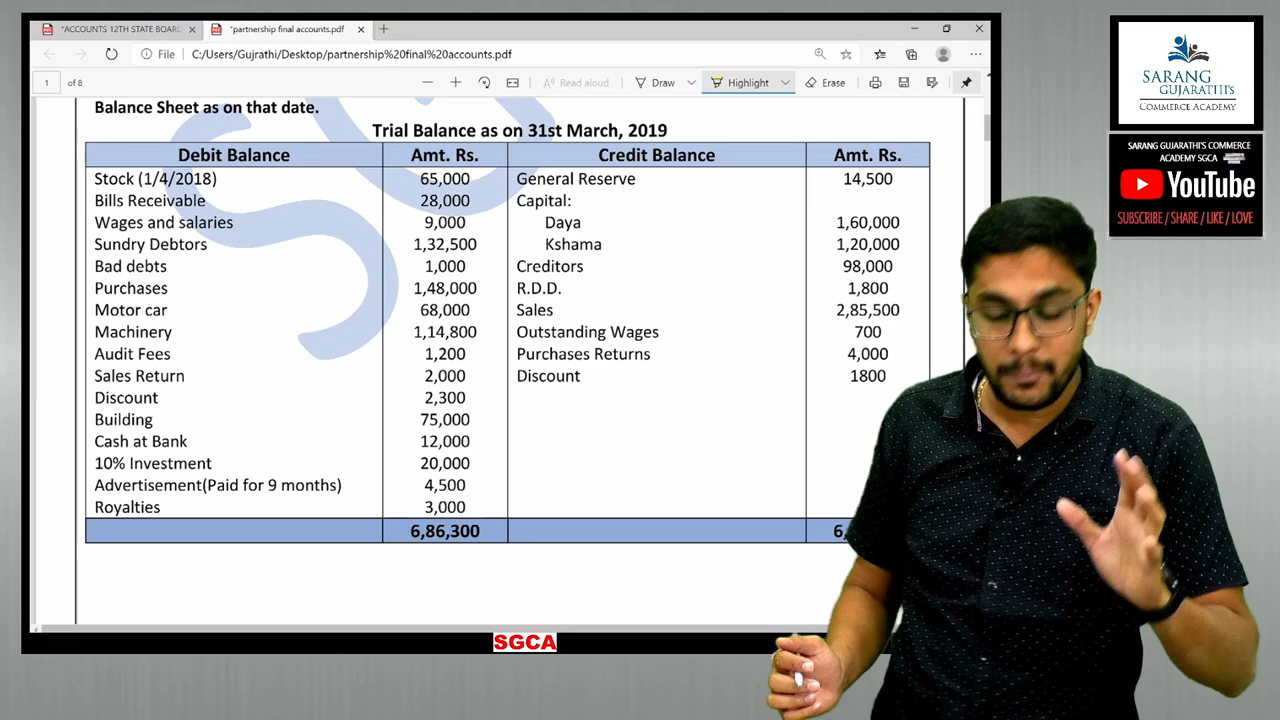 "ACCOUNTS 12TH STATE BOARD
"partnership final accounts.pdf
File C:/Users/Gujrathi/Desktop/partnership%20final%20accounts.pdf
1 of 8 Read aloud Draw Highlight Erase
Balance Sheet as on that date.
Trial Balance as on 31st March, 2019
Debit Balance Amt. Rs. Credit Balance Amt. Rs.
Stock (1/4/2018) 65,000 General Reserve 14,500
Bills Receivable 28,000 Capital:
Wages and salaries 9,000 Daya 1,60,000
Sundry Debtors 1,32,500 Kshama 1,20,000
Bad debts 1,000 Creditors 98,000
Purchases 1,48,000 R.D.D. 1,800
Motor car 68,000 Sales 2,85,500
Machinery 1,14,800 Outstanding Wages 700
Audit Fees 1,200 Purchases Returns 4,000
Sales Return 2,000 Discount 1800
Discount 2,300
Building 75,000
Cash at Bank 12,000
10% Investment 20,000
Advertisement(Paid for 9 months) 4,500
Royalties 3,000
6,86,300 6,
SGCA
SARANG
GUJARATHI'S
COMMERCE ACADEMY
SARANG GUJARATHI'S COMMERCE
ACADEMY SGCA
YouTube
SUBSCRIBE / SHARE / LIKE / LOVE